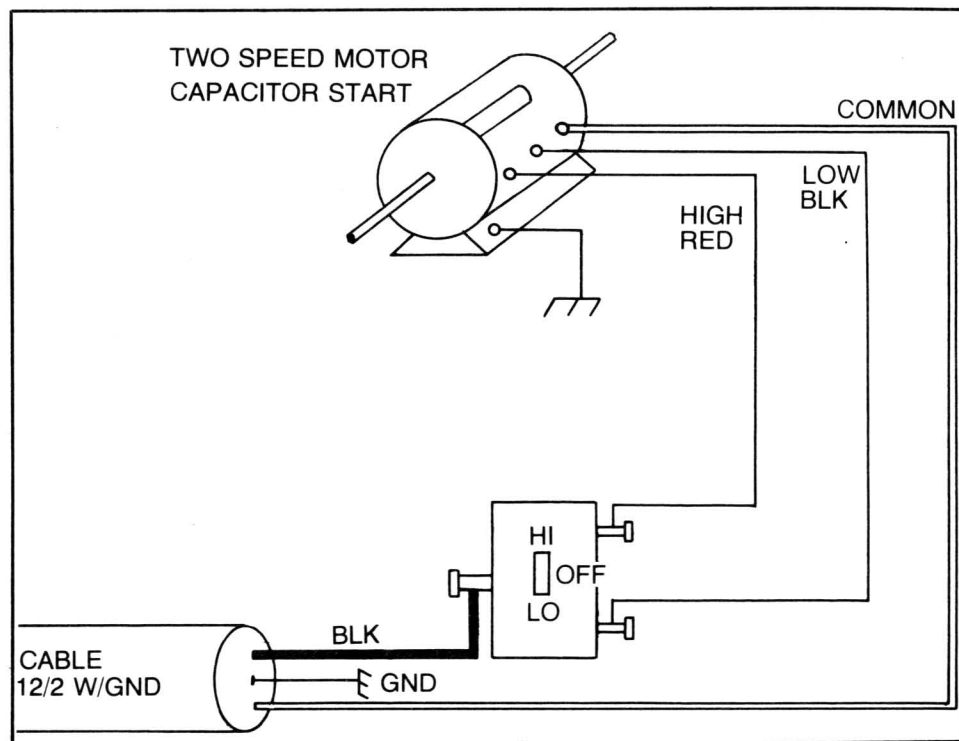 TWO SPEED MOTOR
CAPACITOR START
COMMON
LOW
BLK
HIGH
RED
HI
OFF
LO
BLK
CABLE
12/2 W/GND
GND